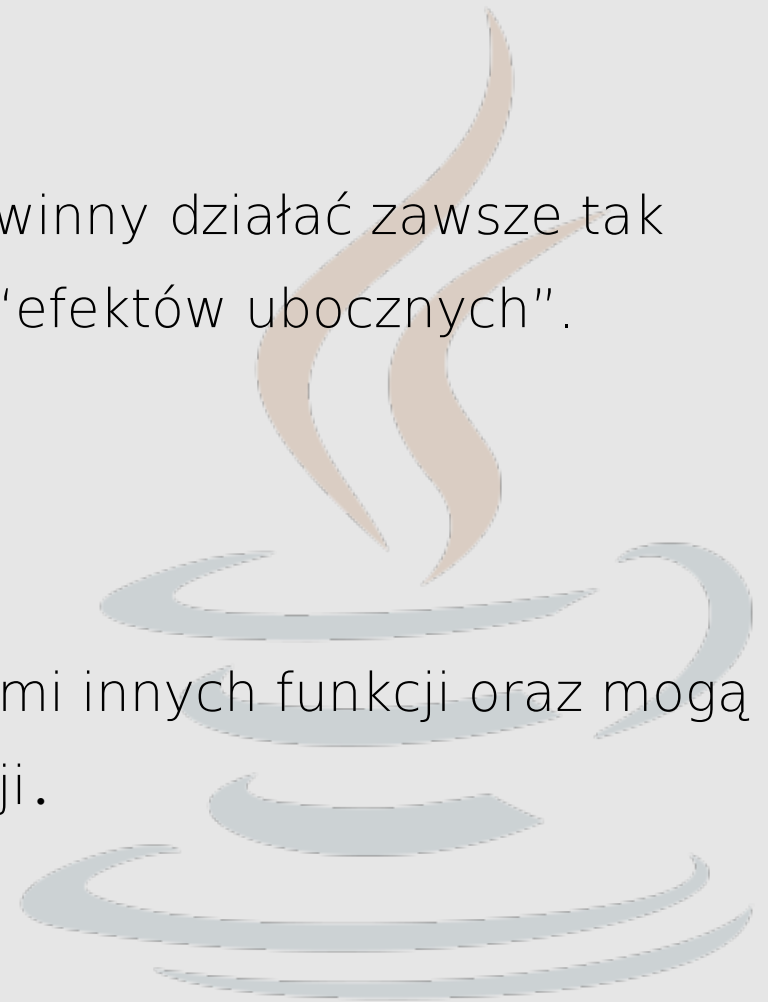 winny działać zawsze tak
“efektów ubocznych”.
mi innych funkcji oraz mogą
ji.